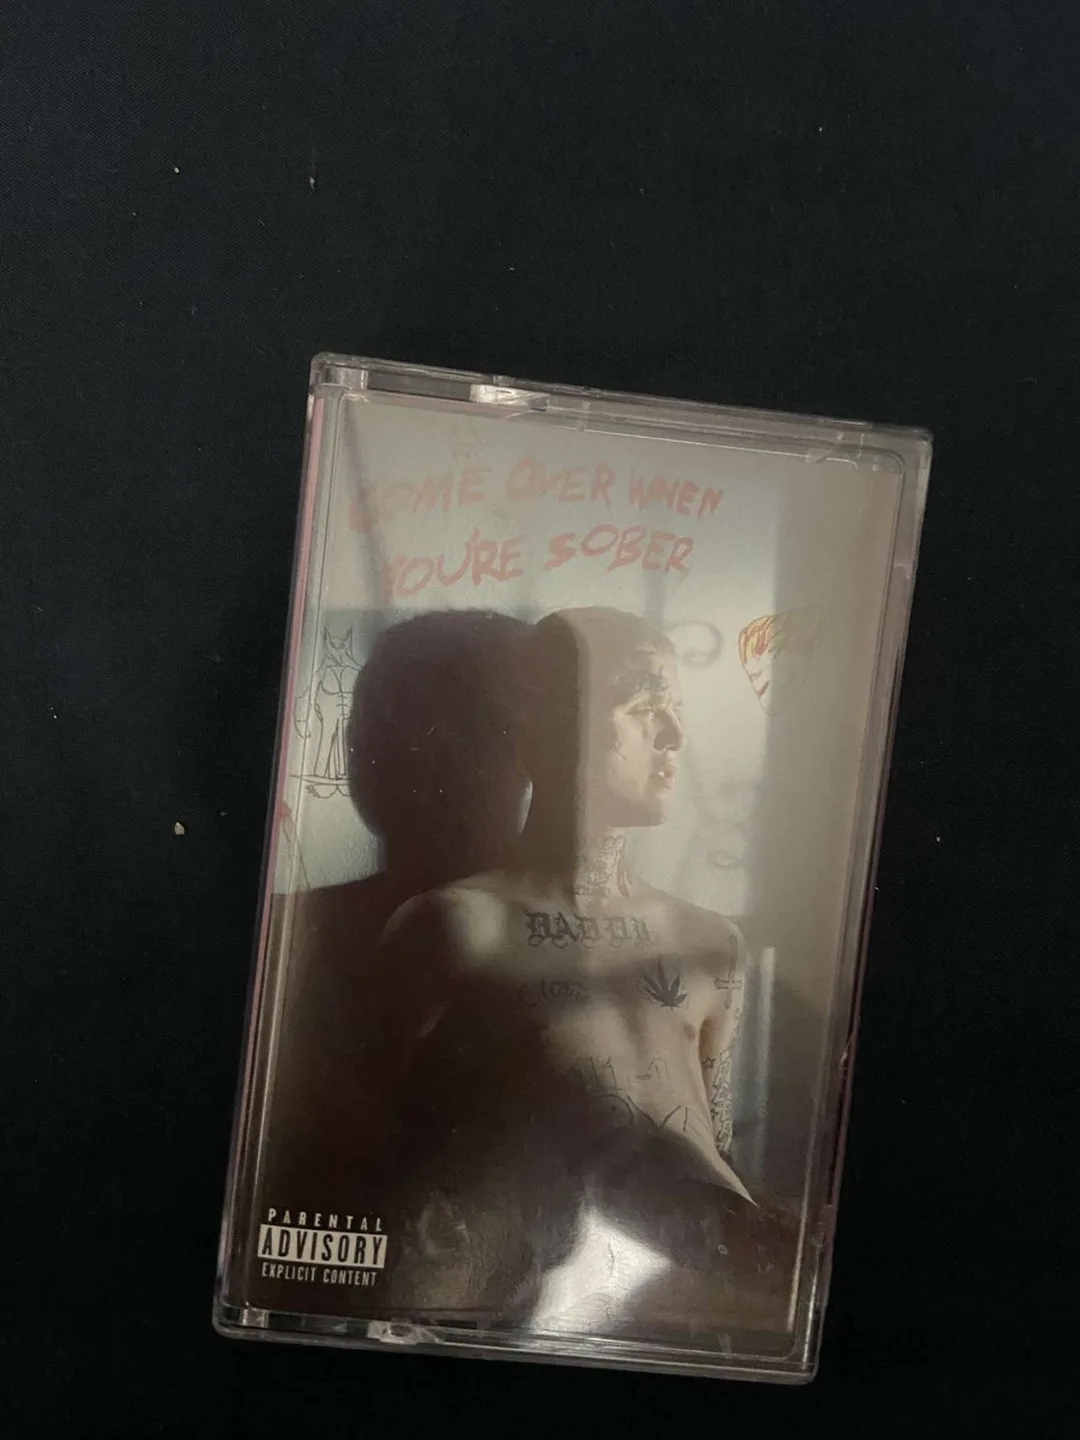 COME OVER WHEN
YOU'RE SOBER
DADDY
PARENTAL
ADVISORY
EXPLICIT CONTENT